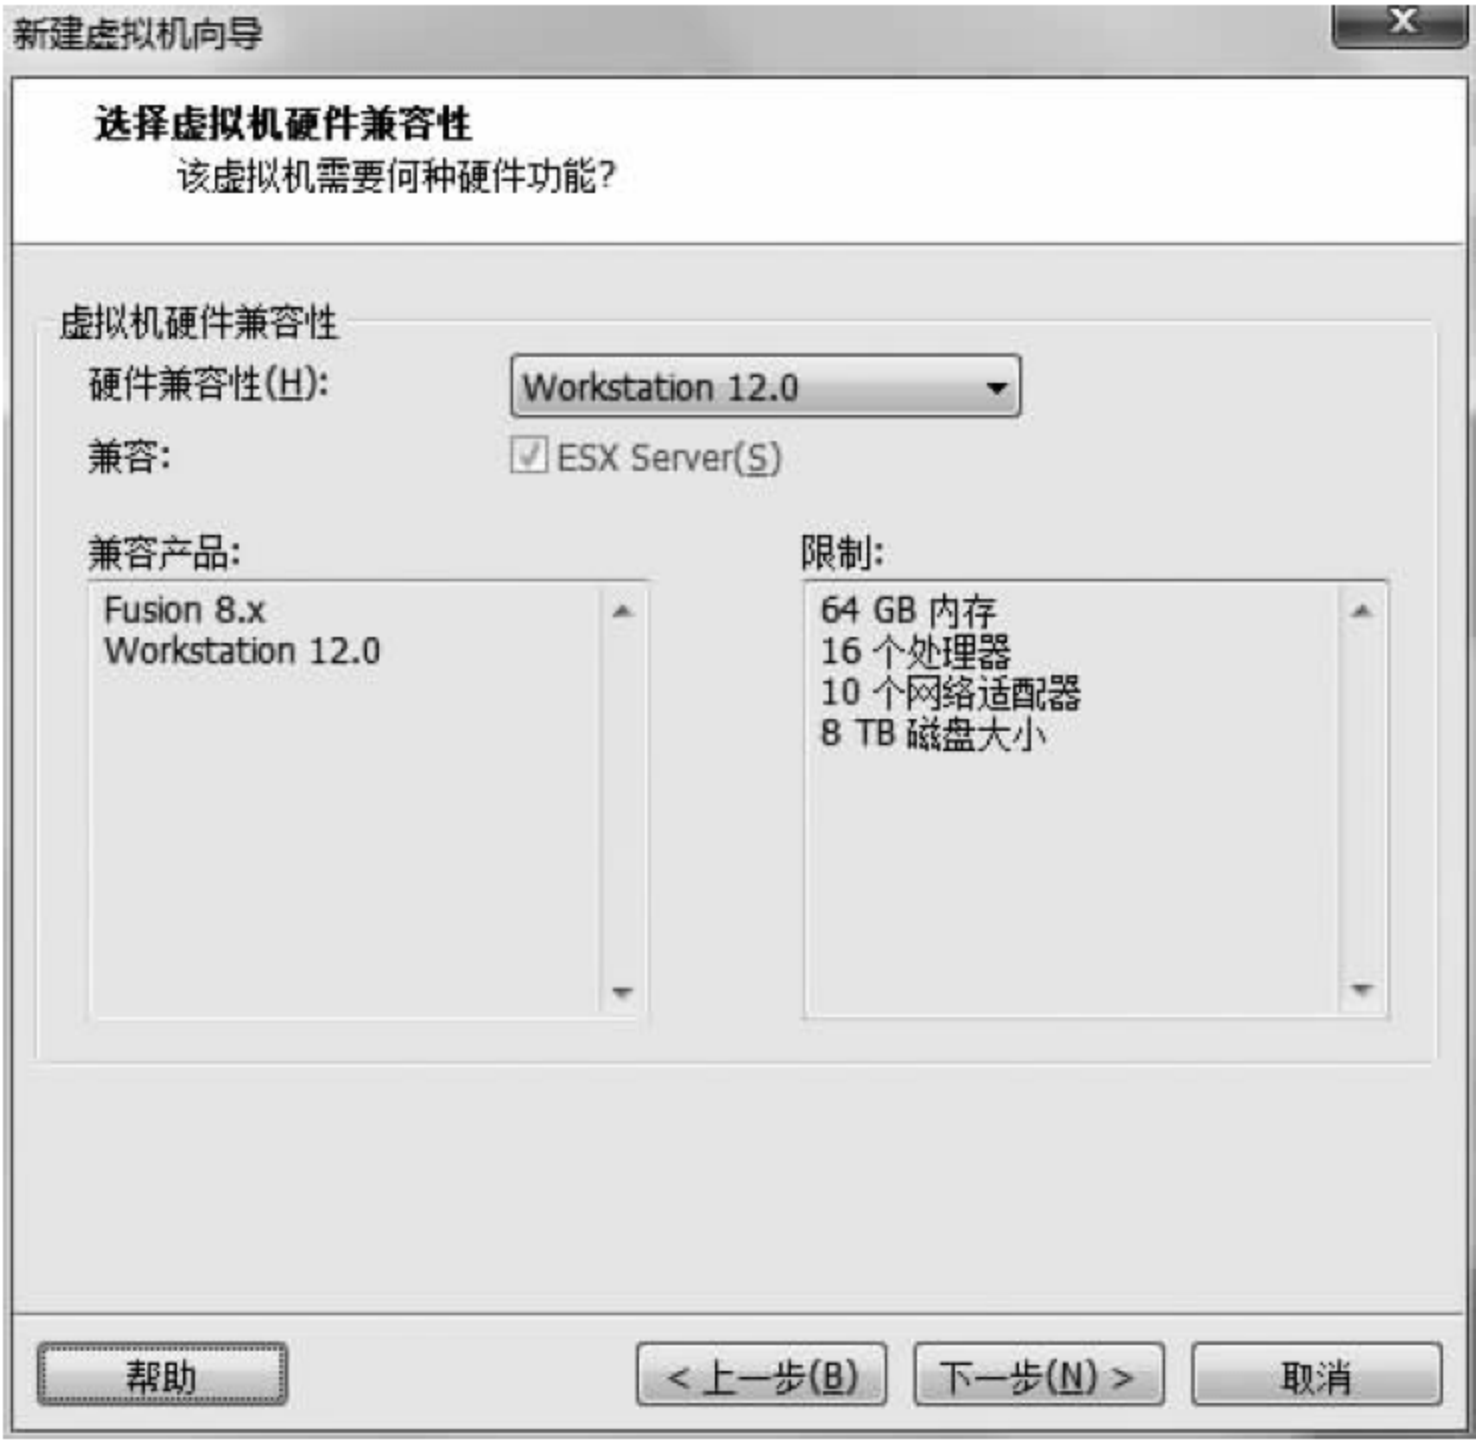 新建虚拟机向导
x
选择虚拟机硬件兼容性
该虚拟机需要何种硬件功能?
虚拟机硬件兼容性
硬件兼容性(H):
Workstation 12.0
兼容:
ESX Server(S)
兼容产品:
Fusion 8.x
Workstation 12.0
限制:
64 GB 内存
16 个处理器
10 个网络适配器
8 TB 磁盘大小
帮助
< 上一步(B)
下一步(N) >
取消